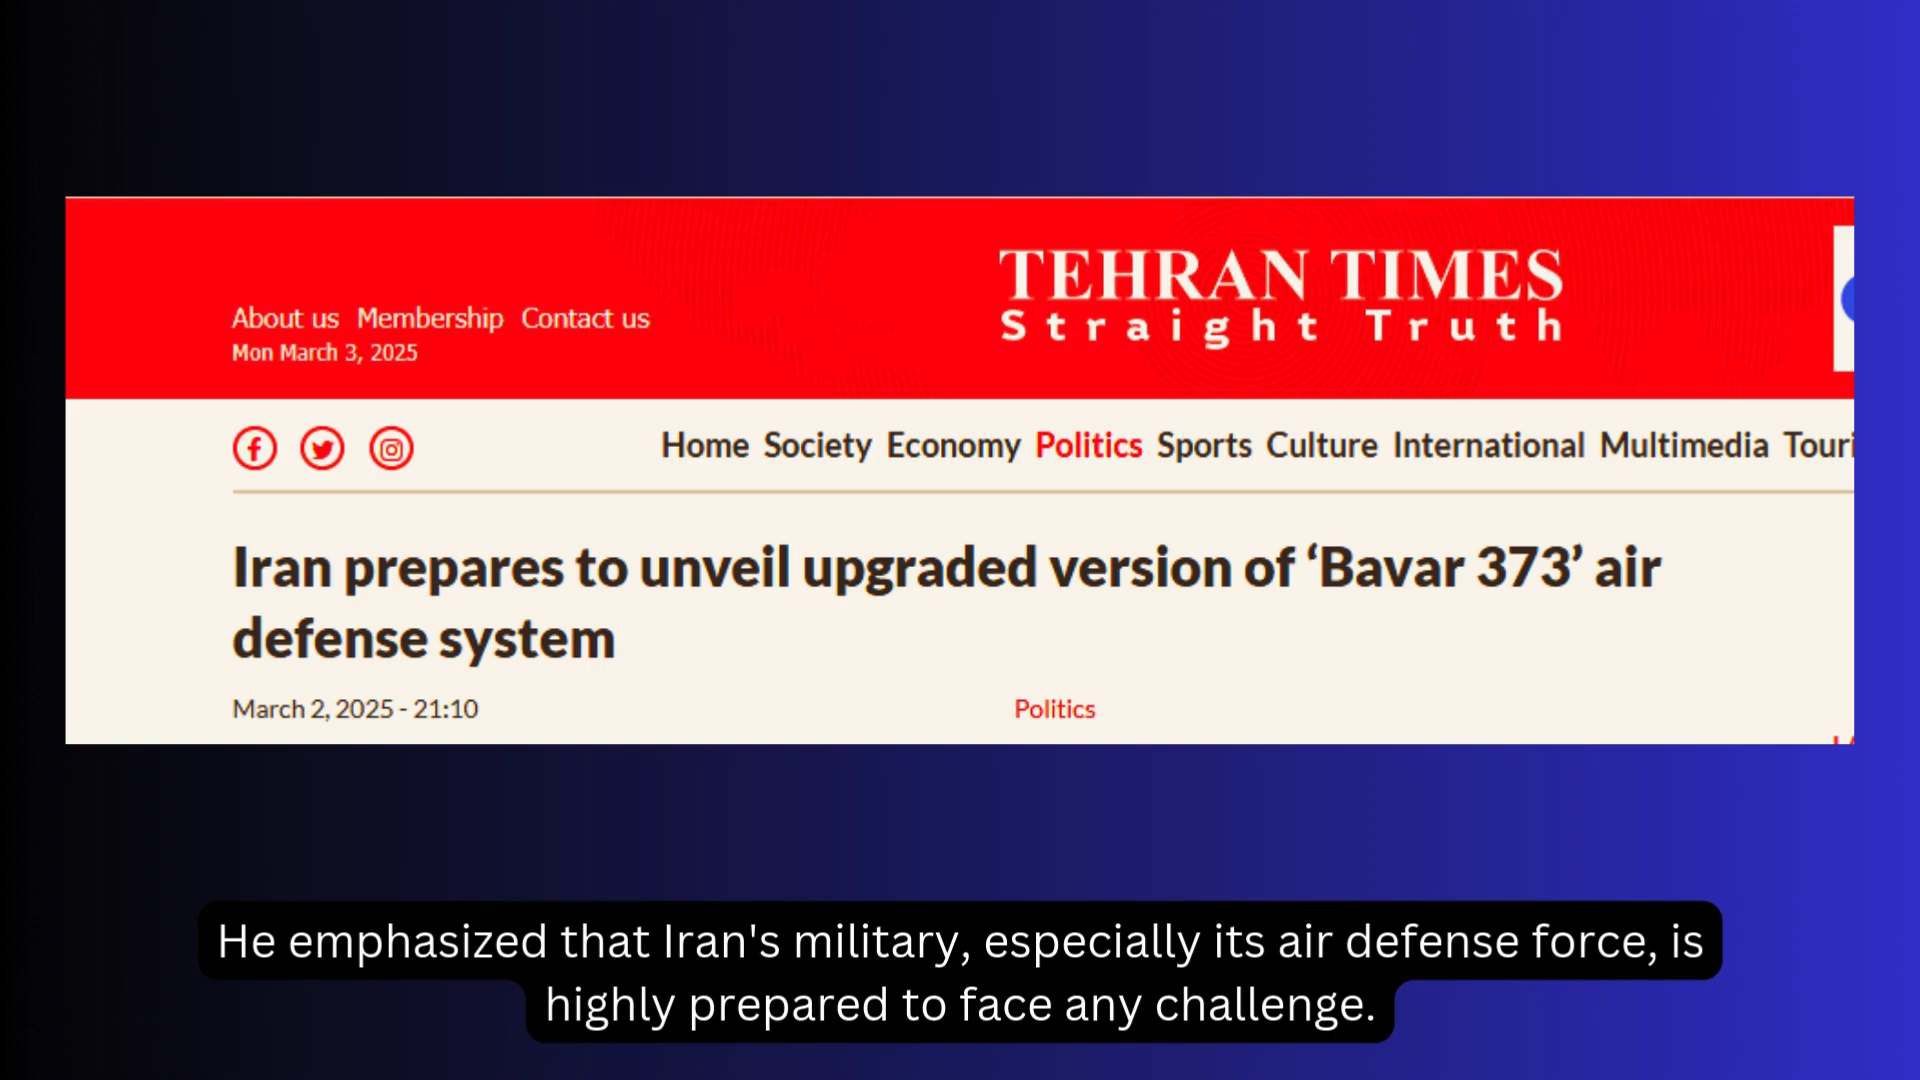 TEHRAN TIMES
Straight Truth
About us Membership Contact us
Mon March 3, 2025
Home Society Economy Politics Sports Culture International Multimedia Touri
Iran prepares to unveil upgraded version of ‘Bavar 373’ air
defense system
March 2, 2025 - 21:10 Politics
He emphasized that Iran's military, especially its air defense force, is
highly prepared to face any challenge.